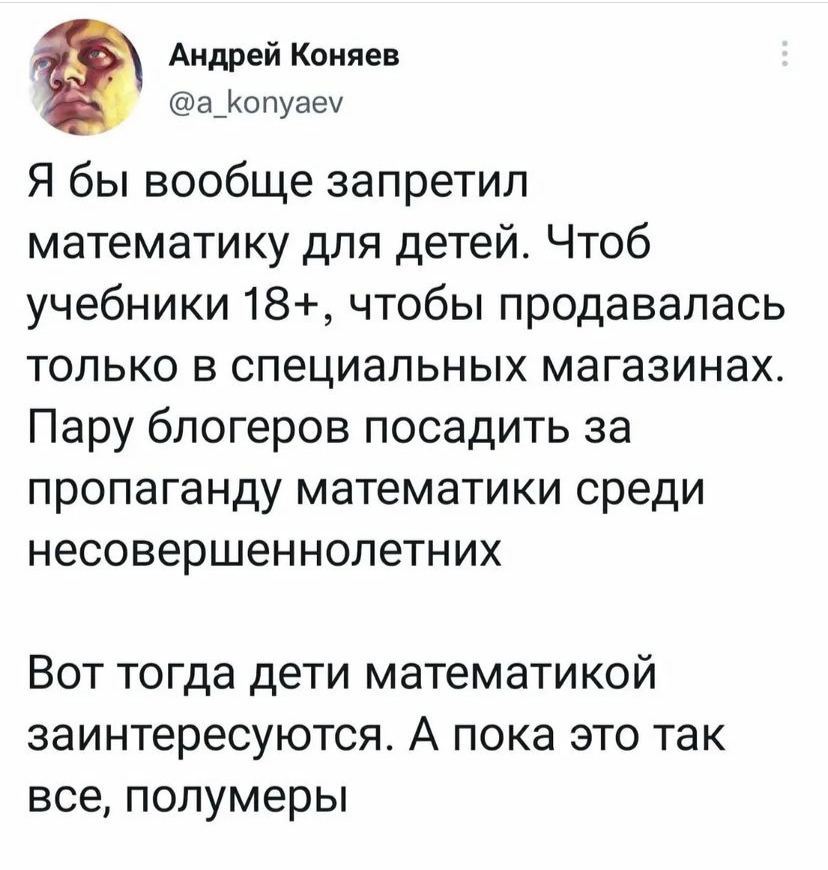 Андрей Коняев
@a_konyaev
Я бы вообще запретил
математику для детей. Чтоб
учебники 18+, чтобы продавалась
только в специальных магазинах.
Пару блогеров посадить за
пропаганду математики среди
несовершеннолетних
Вот тогда дети математикой
заинтересуются. А пока это так
все, полумеры